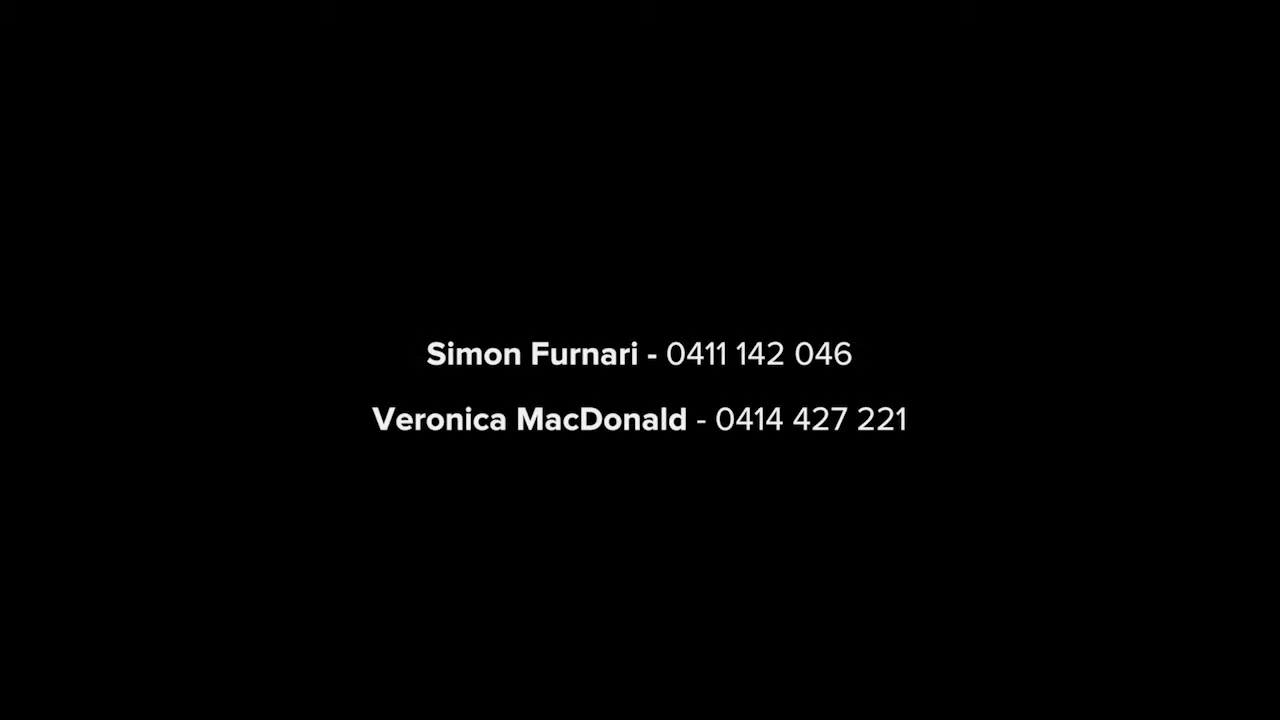 Simon Furnari - 0411 142 046
Veronica MacDonald - 0414 427 221